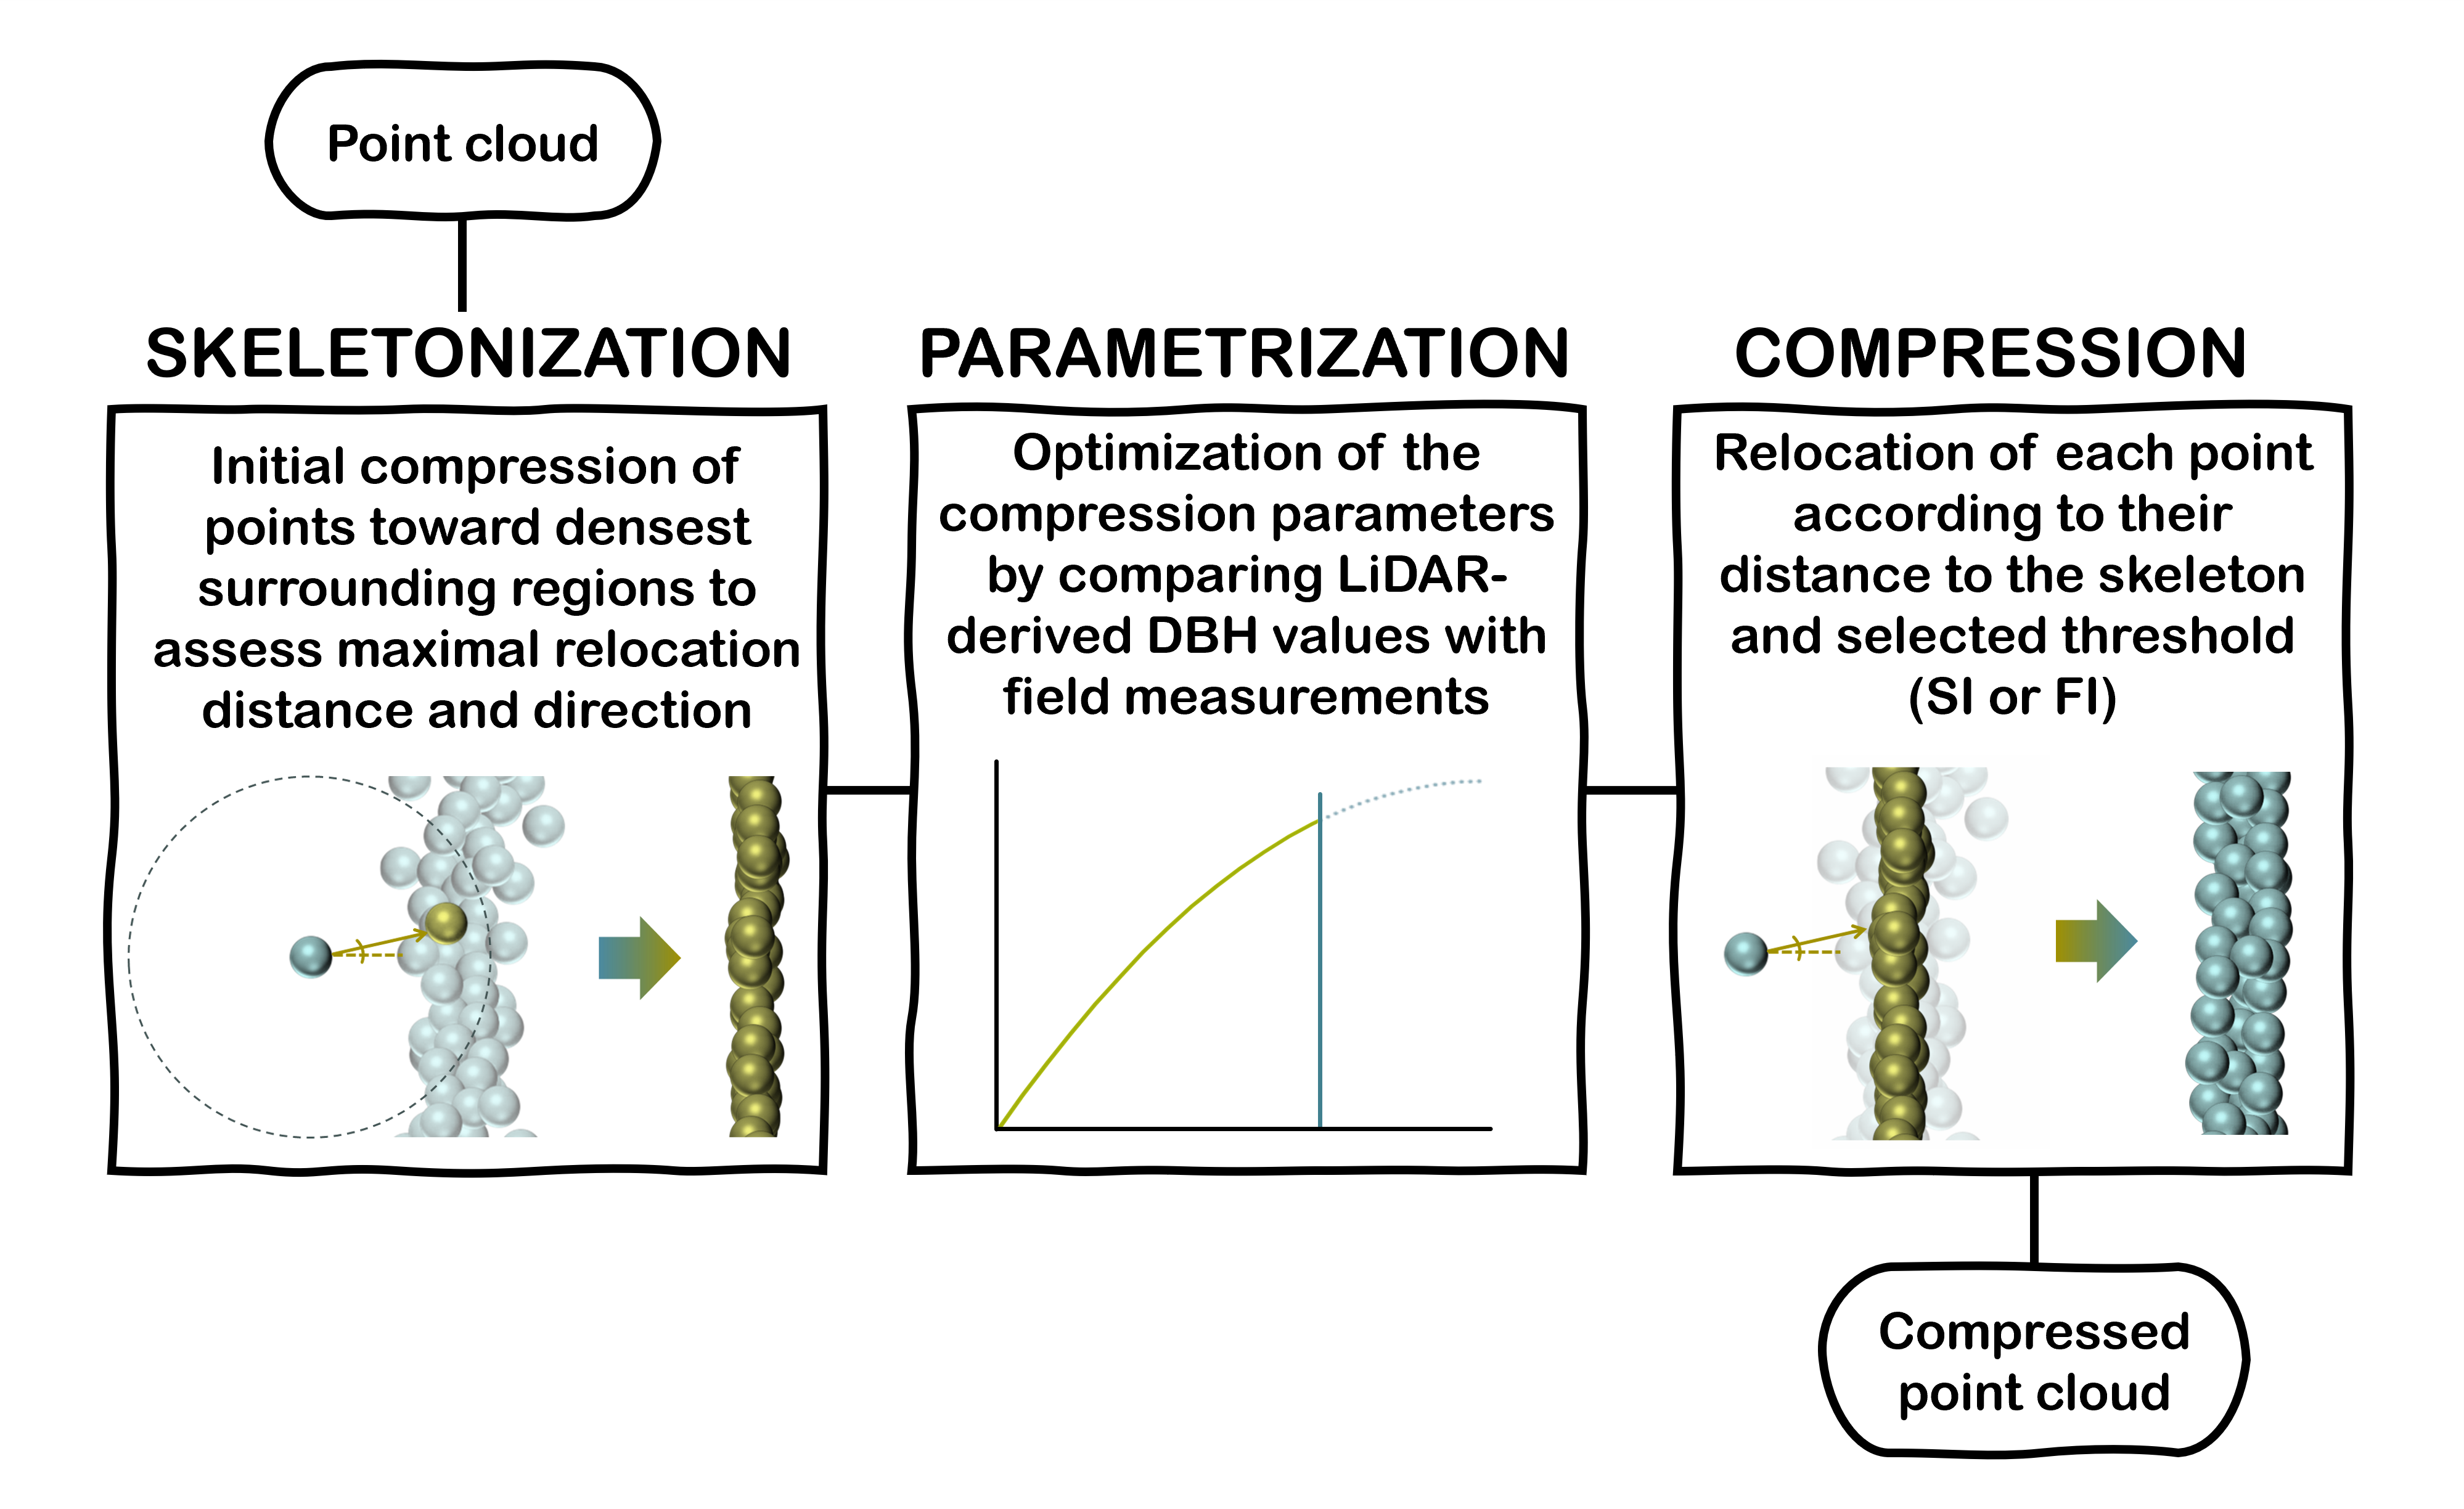 Point cloud
SKELETONIZATION
Initial compression of
points toward densest
surrounding regions to
assess maximal relocation
distance and direction
PARAMETRIZATION
Optimization of the
compression parameters
by comparing LiDAR-
derived DBH values with
field measurements
COMPRESSION
Relocation of each point
according to their
distance to the skeleton
and selected threshold
(SI or FI)
Compressed
point cloud